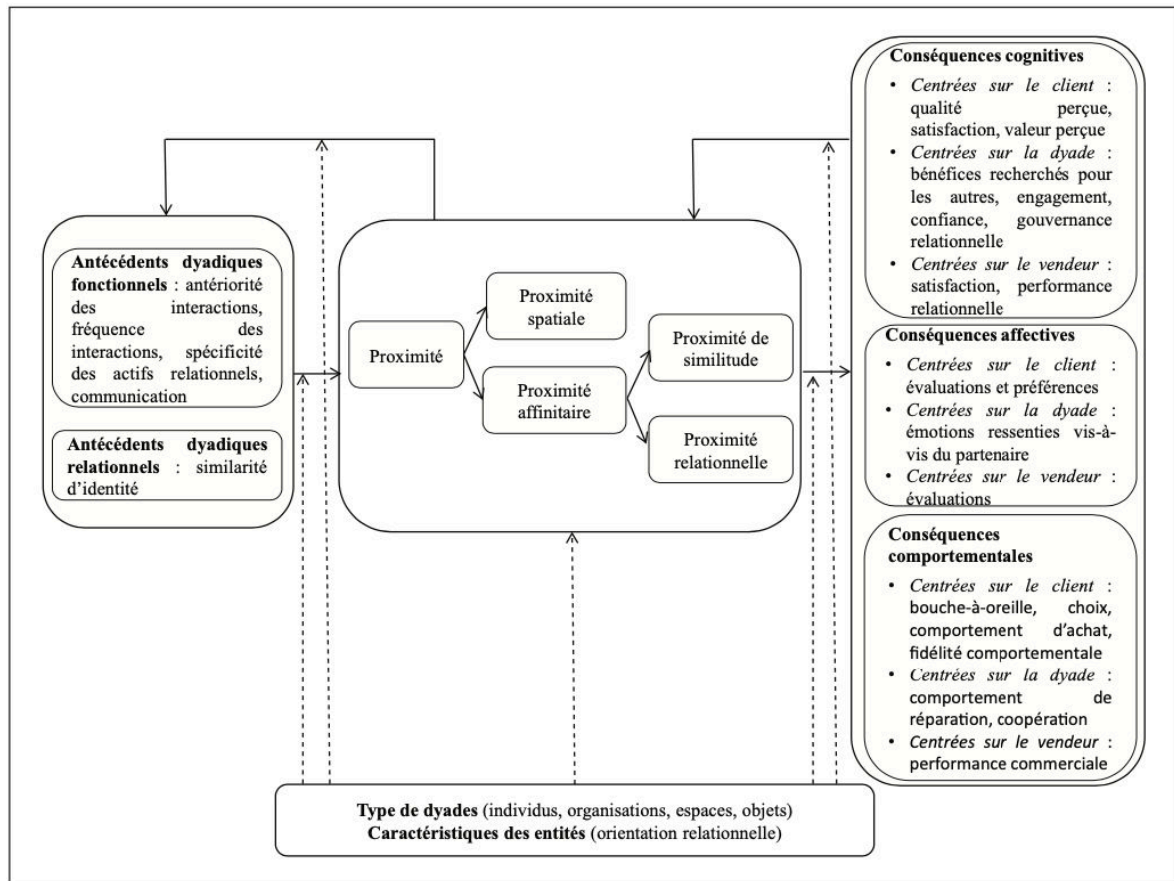 Antécédents dyadiques
fonctionnels : antériorité
des interactions,
fréquence des
interactions, spécificité
des actifs relationnels,
communication
Antécédents dyadiques
relationnels : similarité
d'identité
Proximité
Proximité
spatiale
Proximité
affinitaire
Proximité de
similitude
Proximité
relationnelle
Conséquences cognitives
• Centrées sur le client :
qualité perçue,
satisfaction, valeur perçue
• Centrées sur la dyade :
bénéfices recherchés pour
les autres, engagement,
confiance, gouvernance
relationnelle
• Centrées sur le vendeur :
satisfaction, performance
relationnelle
Conséquences affectives
• Centrées sur le client :
évaluations et préférences
• Centrées sur la dyade :
émotions ressenties vis-à-
vis du partenaire
• Centrées sur le vendeur :
évaluations
Conséquences
comportementales
• Centrées sur le client :
bouche-à-oreille, choix,
comportement d'achat,
fidélité comportementale
• Centrées sur la dyade :
comportement de
réparation, coopération
• Centrées sur le vendeur :
performance commerciale
Type de dyades (individus, organisations, espaces, objets)
Caractéristiques des entités (orientation relationnelle)